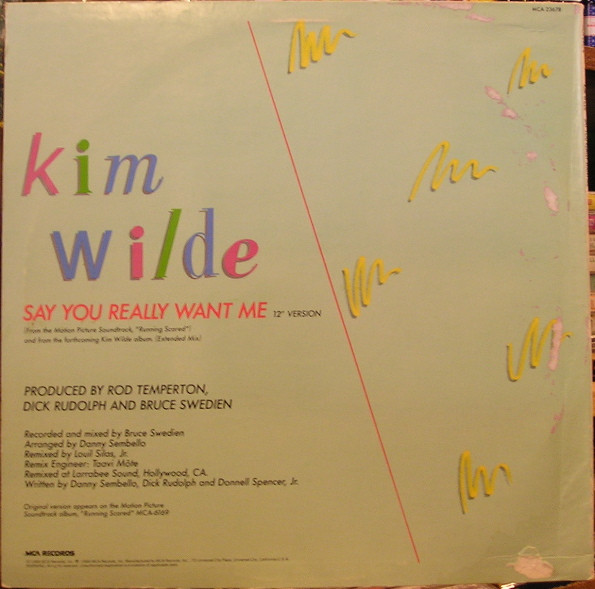 MCA-23678
kim
wilde
SAY YOU REALLY WANT ME 12" VERSION
(From the Motion Picture Soundtrack, "Running Scared")
and from the forthcoming Kim Wilde album. (Extended Mix)
PRODUCED BY ROD TEMPERTON,
DICK RUDOLPH AND BRUCE SWEDIEN
Recorded and mixed by Bruce Swedien
Arranged by Danny Sembello
Remixed by Louil Silas, Jr.
Remix Engineer: Taavi Môte
Remixed at Larrabee Sound, Hollywood, CA.
Written by Danny Sembello, Dick Rudolph and Donnell Spencer, Jr.
Original version appears on the Motion Picture
Soundtrack album, "Running Scared" MCA-6169
MCA RECORDS